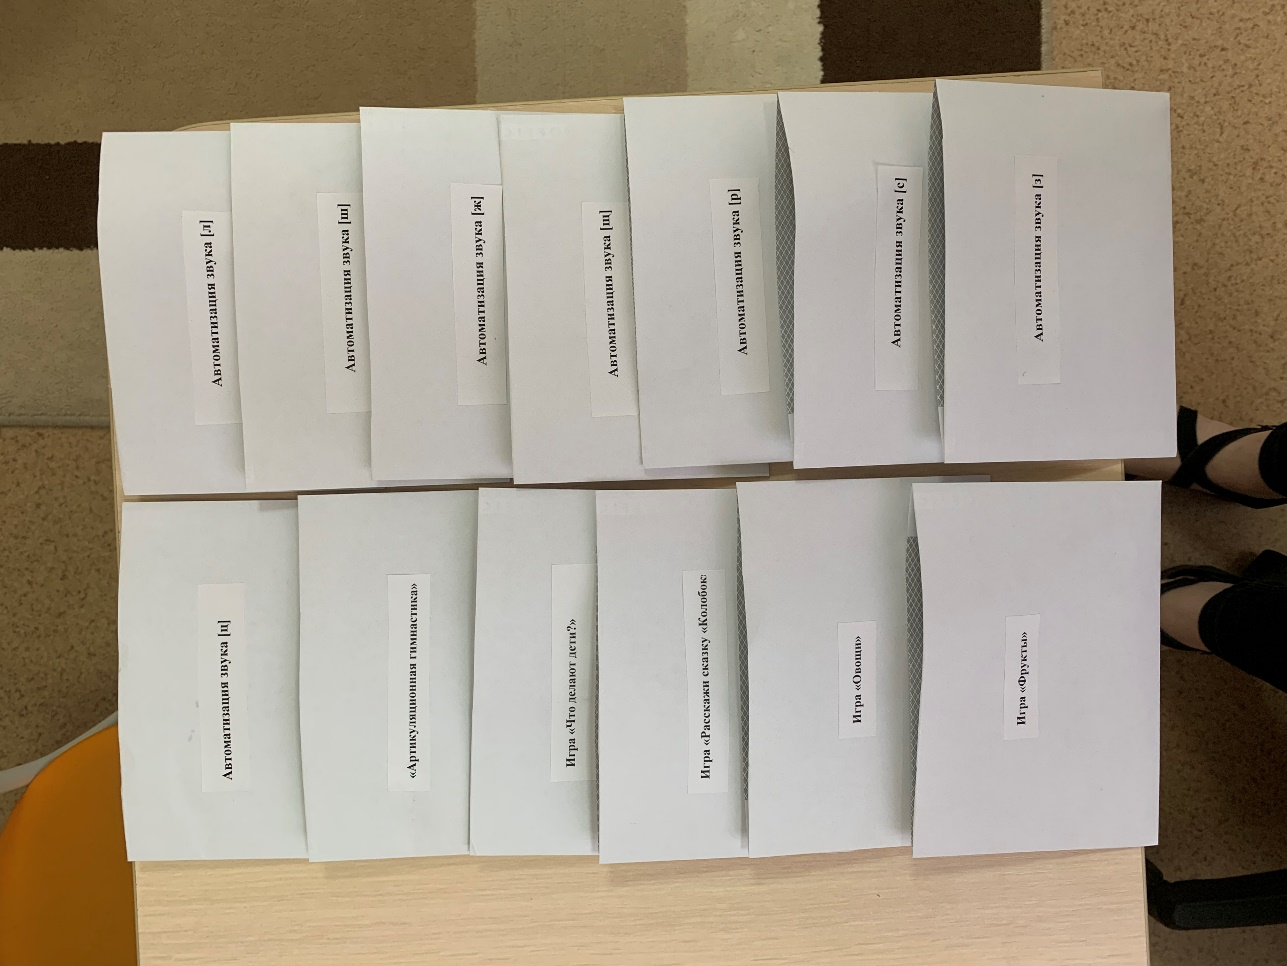 Автоматизация звука [л]
Автоматизация звука [ш]
Автоматизация звука [ж]
Автоматизация звука [щ]
Автоматизация звука [р]
Автоматизация звука [с]
Автоматизация звука [з]
Автоматизация звука [ц]
«Артикуляционная гимнастика»
Игра «Что делают дети?»
Игра «Расскажи сказку «Колобок»
Игра «Овощи»
Игра «Фрукты»